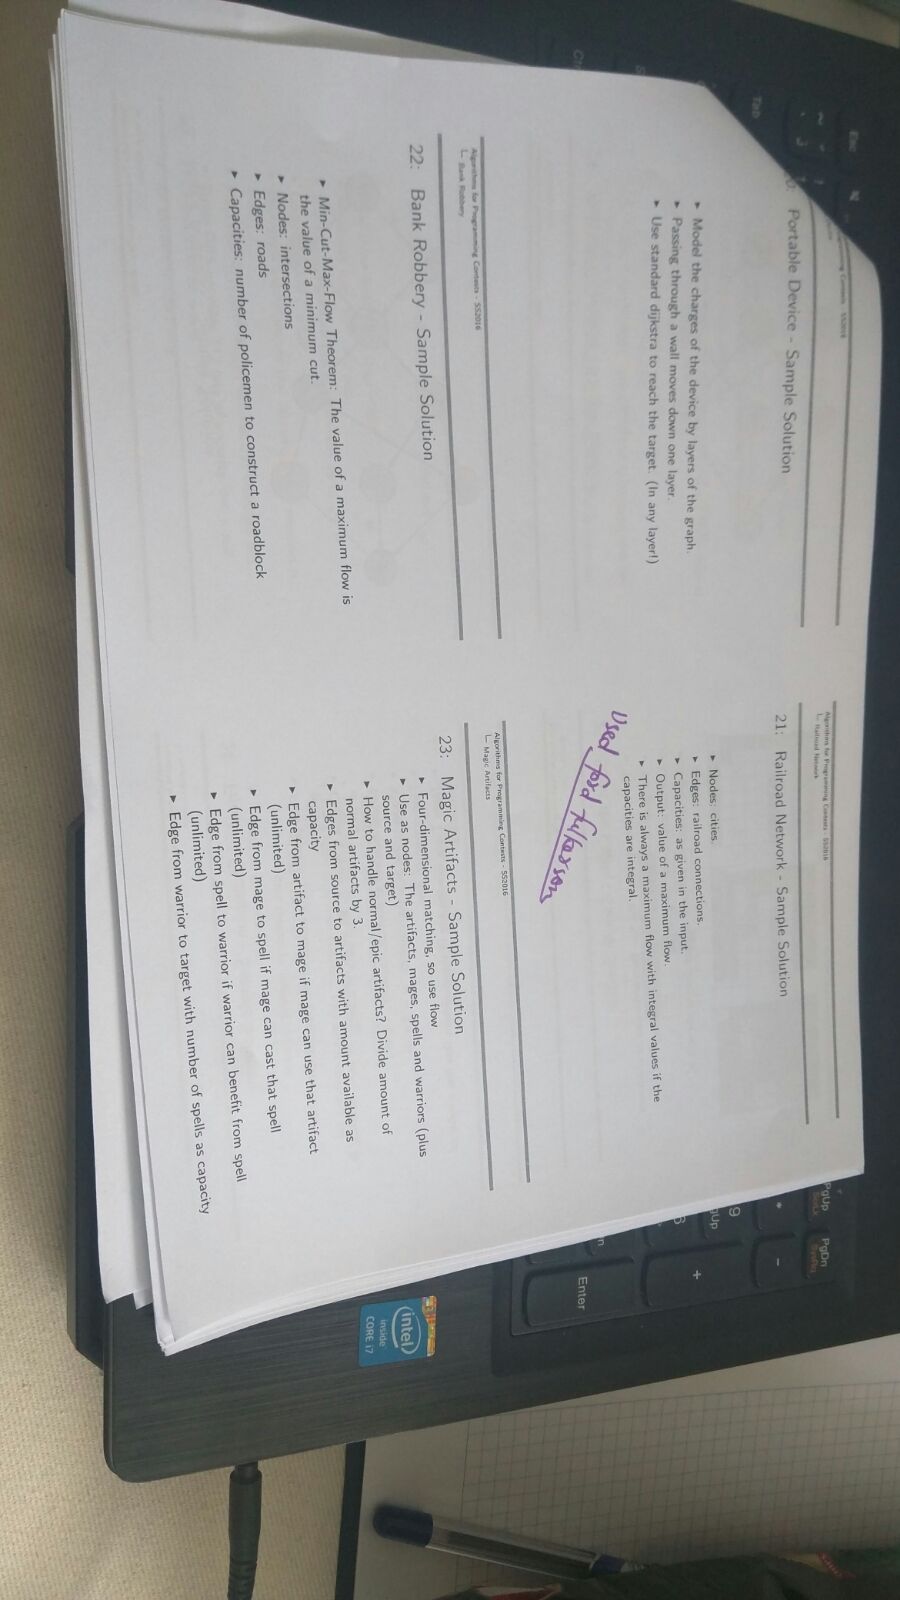 Algorithms for Programming Contests - SS2016
20: Portable Device - Sample Solution
► Model the charges of the device by layers of the graph.
► Passing through a wall moves down one layer.
► Use standard dijkstra to reach the target. (In any layer!)
Algorithms for Programming Contests - SS2016
Railroad Network
21: Railroad Network - Sample Solution
► Nodes: cities.
► Edges: railroad connections.
► Capacities: as given in the input.
► Output: value of a maximum flow.
► There is always a maximum flow with integral values if the
capacities are integral.
Used ford fulkerson
Algorithms for Programming Contests - SS2016
Bank Robbery
22: Bank Robbery - Sample Solution
► Min-Cut-Max-Flow Theorem: The value of a maximum flow is
the value of a minimum cut.
► Nodes: intersections
► Edges: roads
► Capacities: number of policemen to construct a roadblock
Algorithms for Programming Contests - SS2016
Magic Artifacts
23: Magic Artifacts - Sample Solution
► Four-dimensional matching, so use flow
► Use as nodes: The artifacts, mages, spells and warriors (plus
source and target)
► How to handle normal/epic artifacts? Divide amount of
normal artifacts by 3.
► Edges from source to artifacts with amount available as
capacity
► Edge from artifact to mage if mage can use that artifact
(unlimited)
► Edge from mage to spell if mage can cast that spell
(unlimited)
► Edge from spell to warrior if warrior can benefit from spell
(unlimited)
► Edge from warrior to target with number of spells as capacity
Esc
Tab
PgUp
ScrLk
PgDn
SysRq
9
+
-
Enter
intel
inside
CORE i7